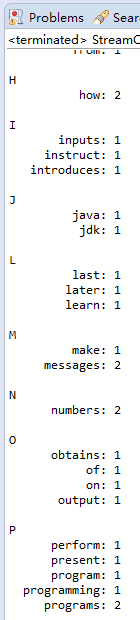 Problems Sear
<terminated> StreamC
from: 1
H
how: 2
I
inputs: 1
instruct: 1
introduces: 1
J
java: 1
jdk: 1
L
last: 1
later: 1
learn: 1
M
make: 1
messages: 2
N
numbers: 2
O
obtains: 1
of: 1
on: 1
output: 1
P
perform: 1
present: 1
program: 1
programming: 1
programs: 2